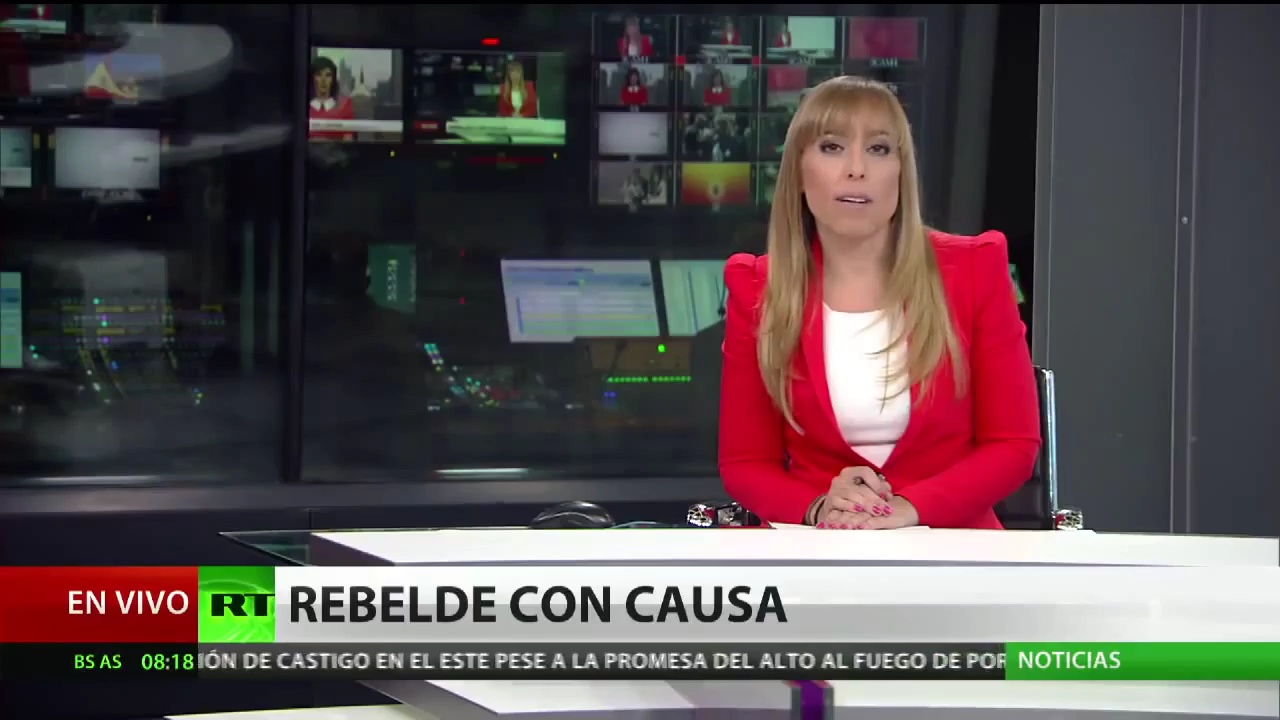 EN VIVO RT REBELDE CON CAUSA
BS AS 08:18 IÓN DE CASTIGO EN EL ESTE PESE A LA PROMESA DEL ALTO AL FUEGO DE POR NOTICIAS